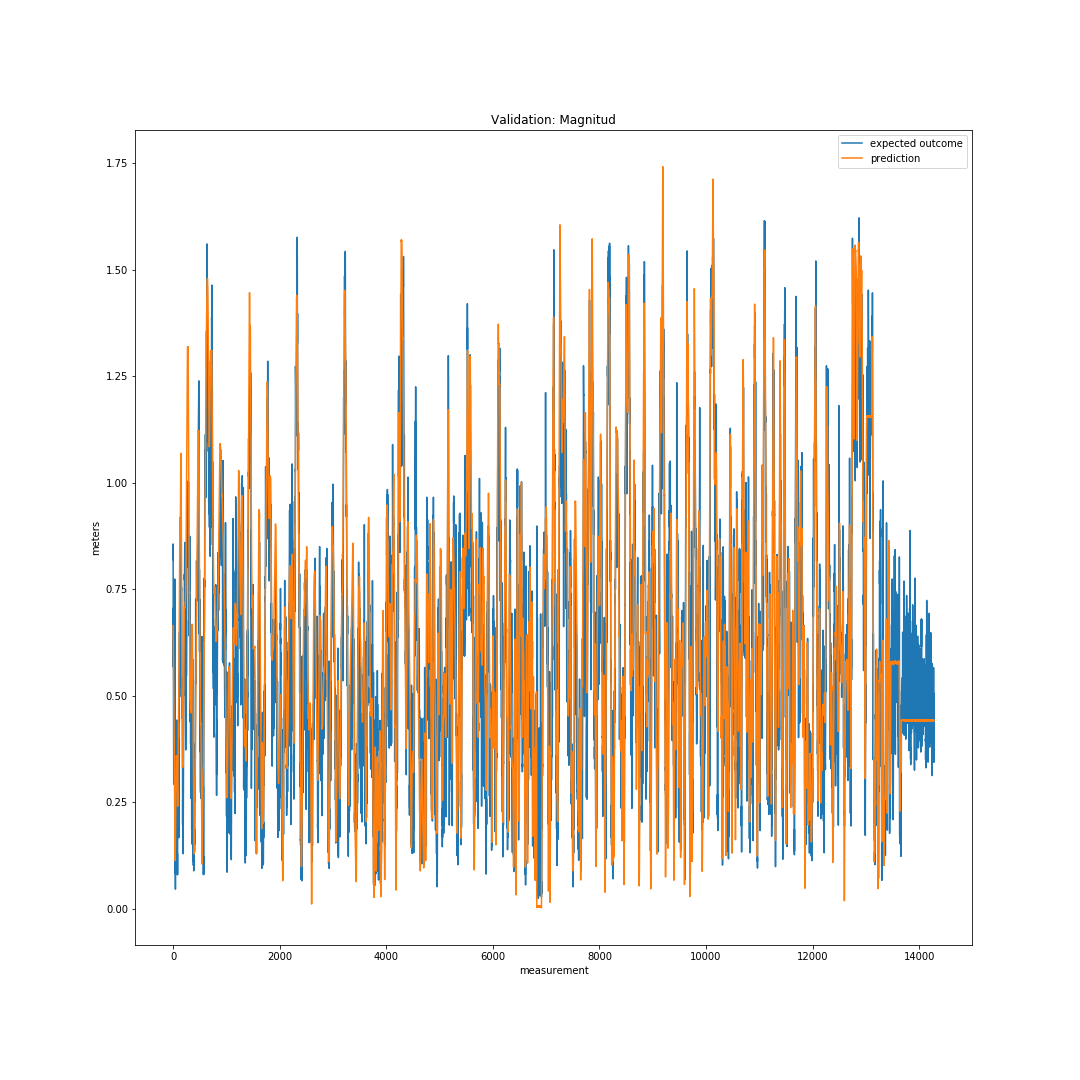 Validation: Magnitud
expected outcome
prediction
1.75
1.50
1.25
1.00
0.75
0.50
0.25
0.00
meters
0 2000 4000 6000 8000 10000 12000 14000
measurement